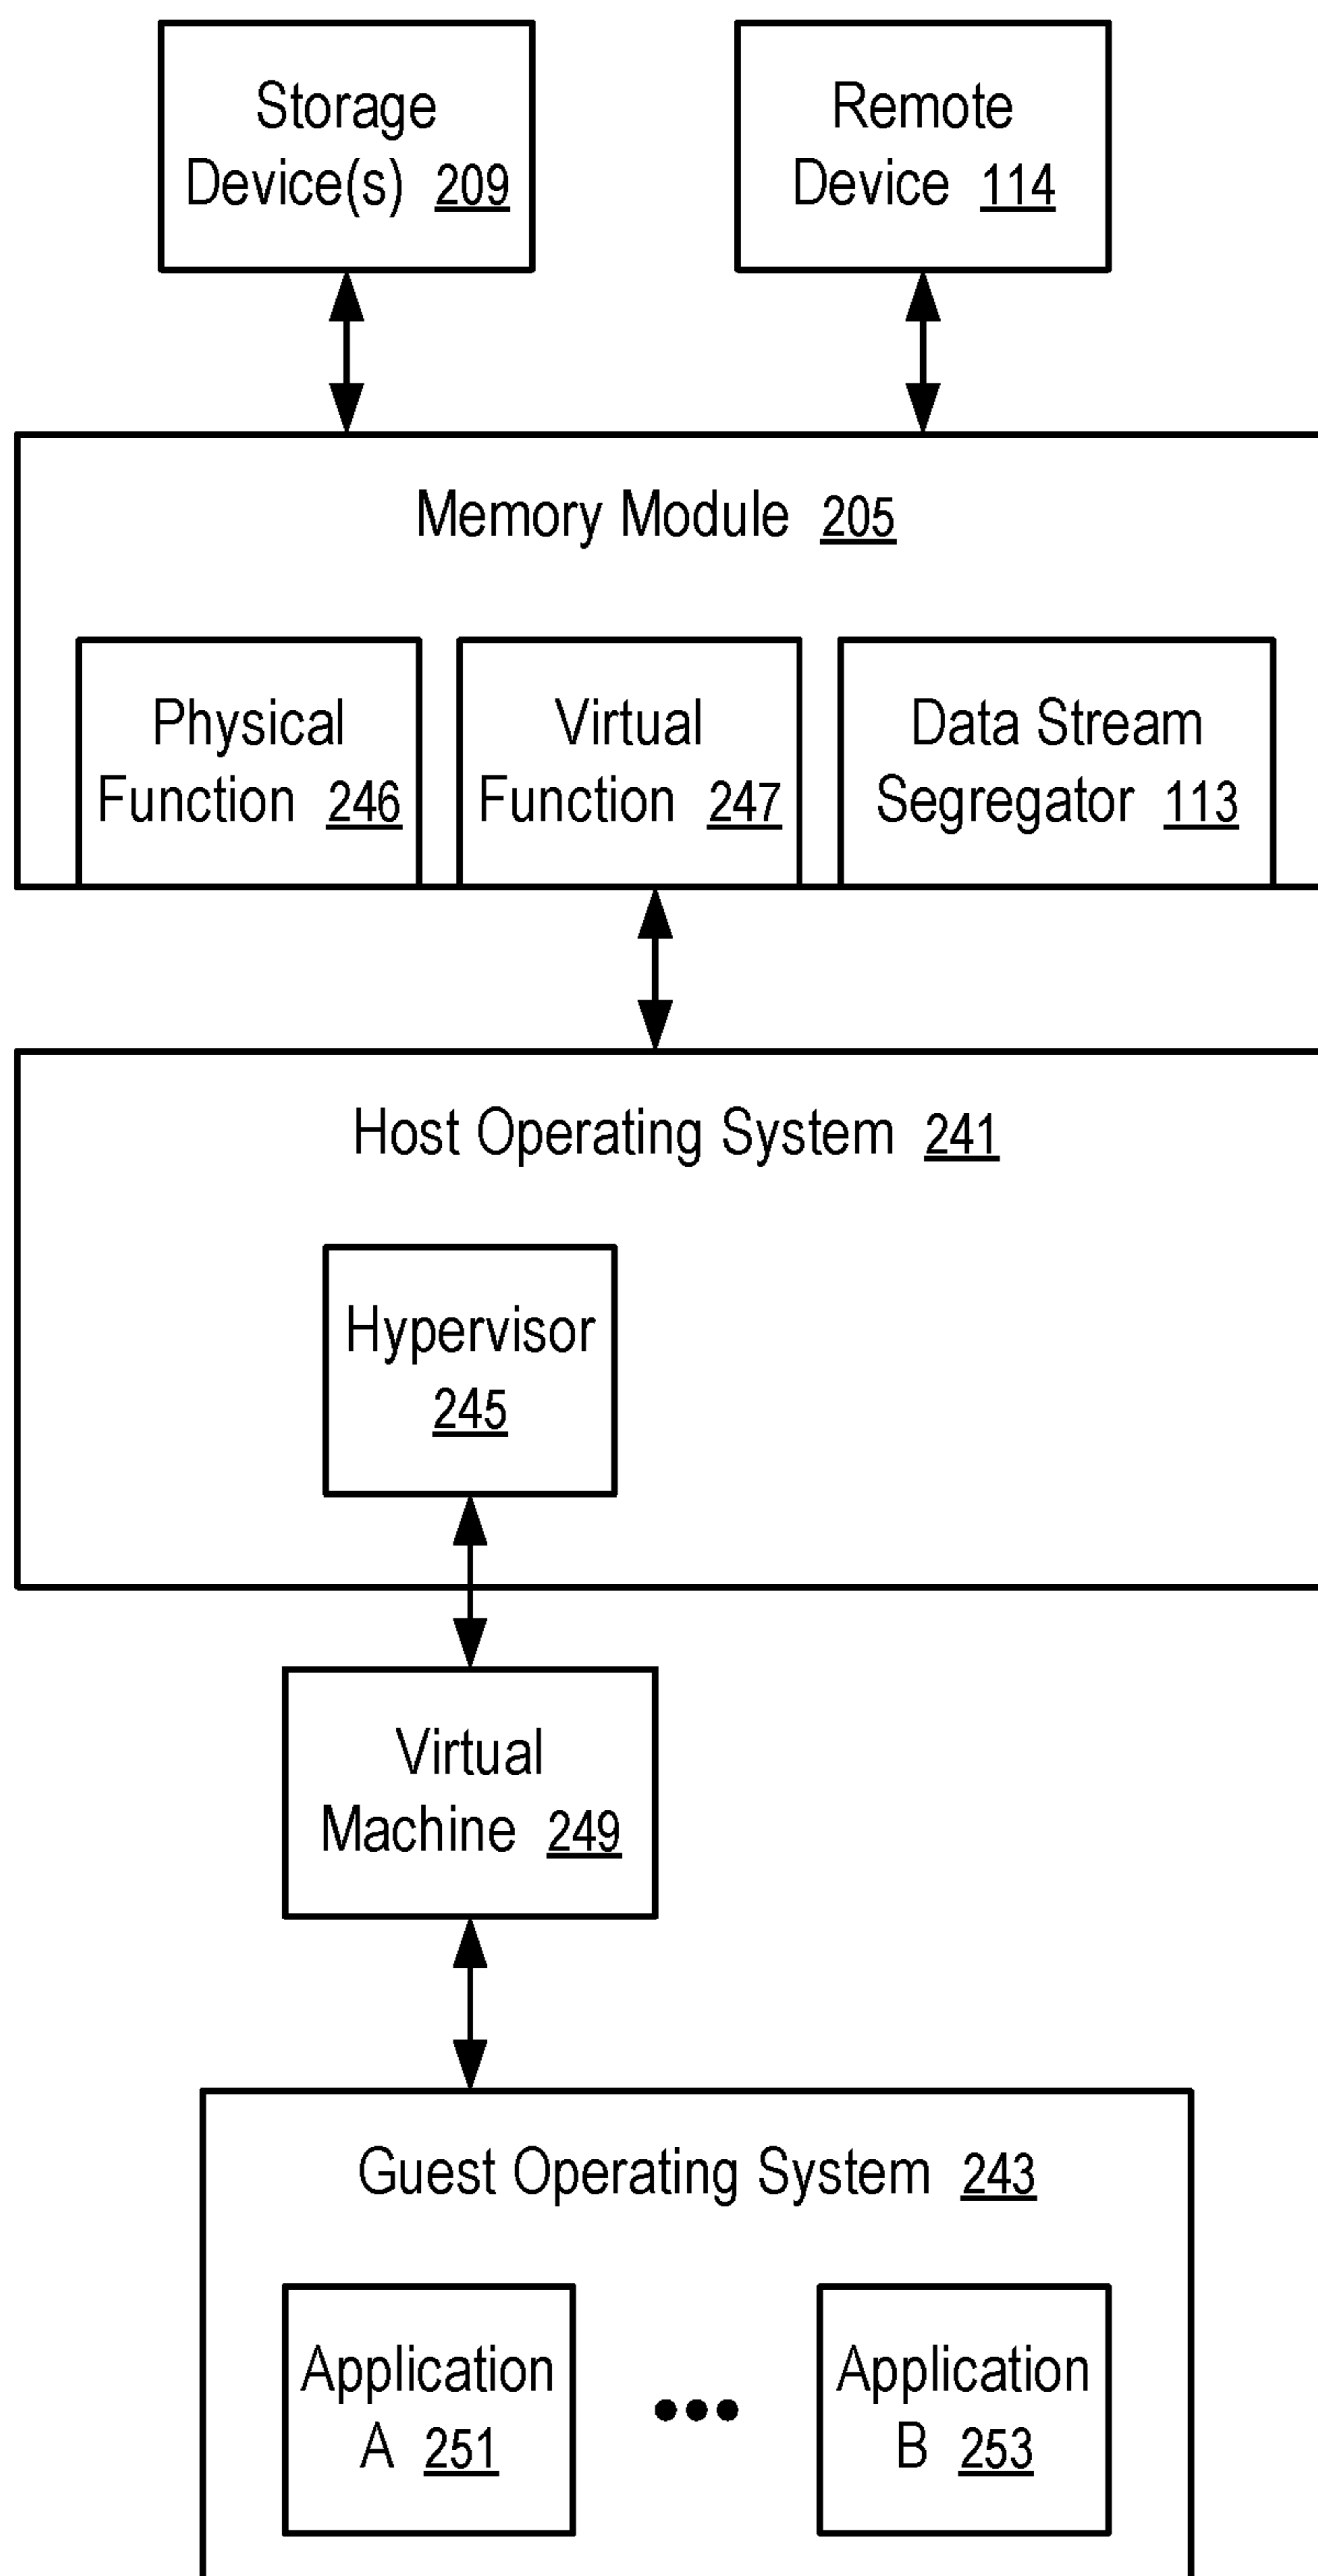 Storage
Device(s) 209
Remote
Device 114
Memory Module 205
Physical
Function 246
Virtual
Function 247
Data Stream
Segregator 113
Host Operating System 241
Hypervisor
245
Virtual
Machine 249
Guest Operating System 243
Application
A 251
Application
B 253